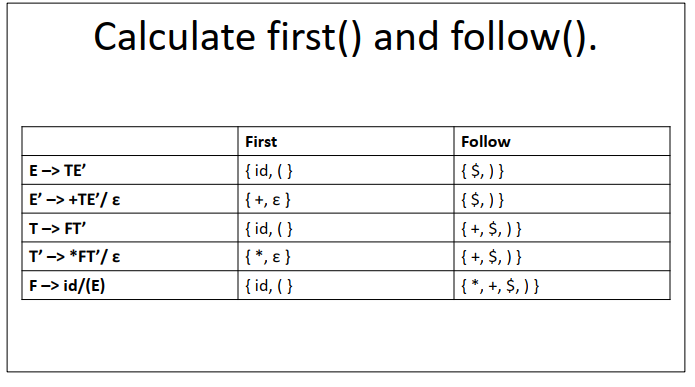 Calculate first() and follow().
First Follow
E –> TE’ { id, ( } { $, ) }
E’ –> +TE’/ ε { +, ε } { $, ) }
T –> FT’ { id, ( } { +, $, ) }
T’ –> *FT’/ ε { *, ε } { +, $, ) }
F –> id/(E) { id, ( } { *, +, $, ) }